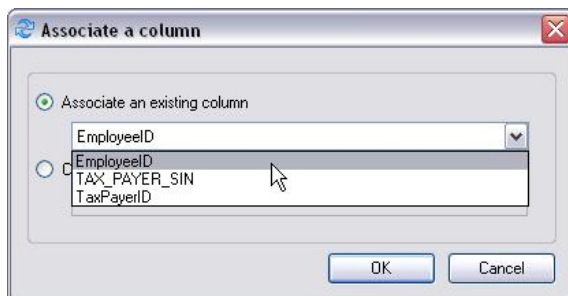 Associate a column
Associate an existing column
EmployeeID
EmployeeID
TAX_PAYER_SIN
TaxPayerID
OK
Cancel